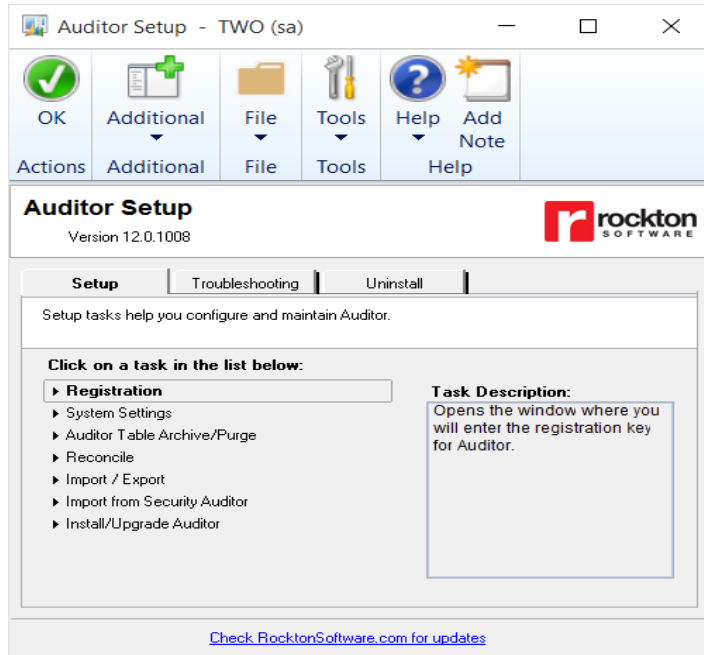 Auditor Setup - TWO (sa)
OK
Additional
File
Tools
Help
Add
Note
Actions
Additional
File
Tools
Help
Auditor Setup
Version 12.0.1008
rockton
SOFTWARE
Setup
Troubleshooting
Uninstall
Setup tasks help you configure and maintain Auditor.
Click on a task in the list below:
Registration
System Settings
Auditor Table Archive/Purge
Reconcile
Import / Export
Import from Security Auditor
Install/Upgrade Auditor
Task Description:
Opens the window where you
will enter the registration key
for Auditor.
Check RocktonSoftware.com for updates